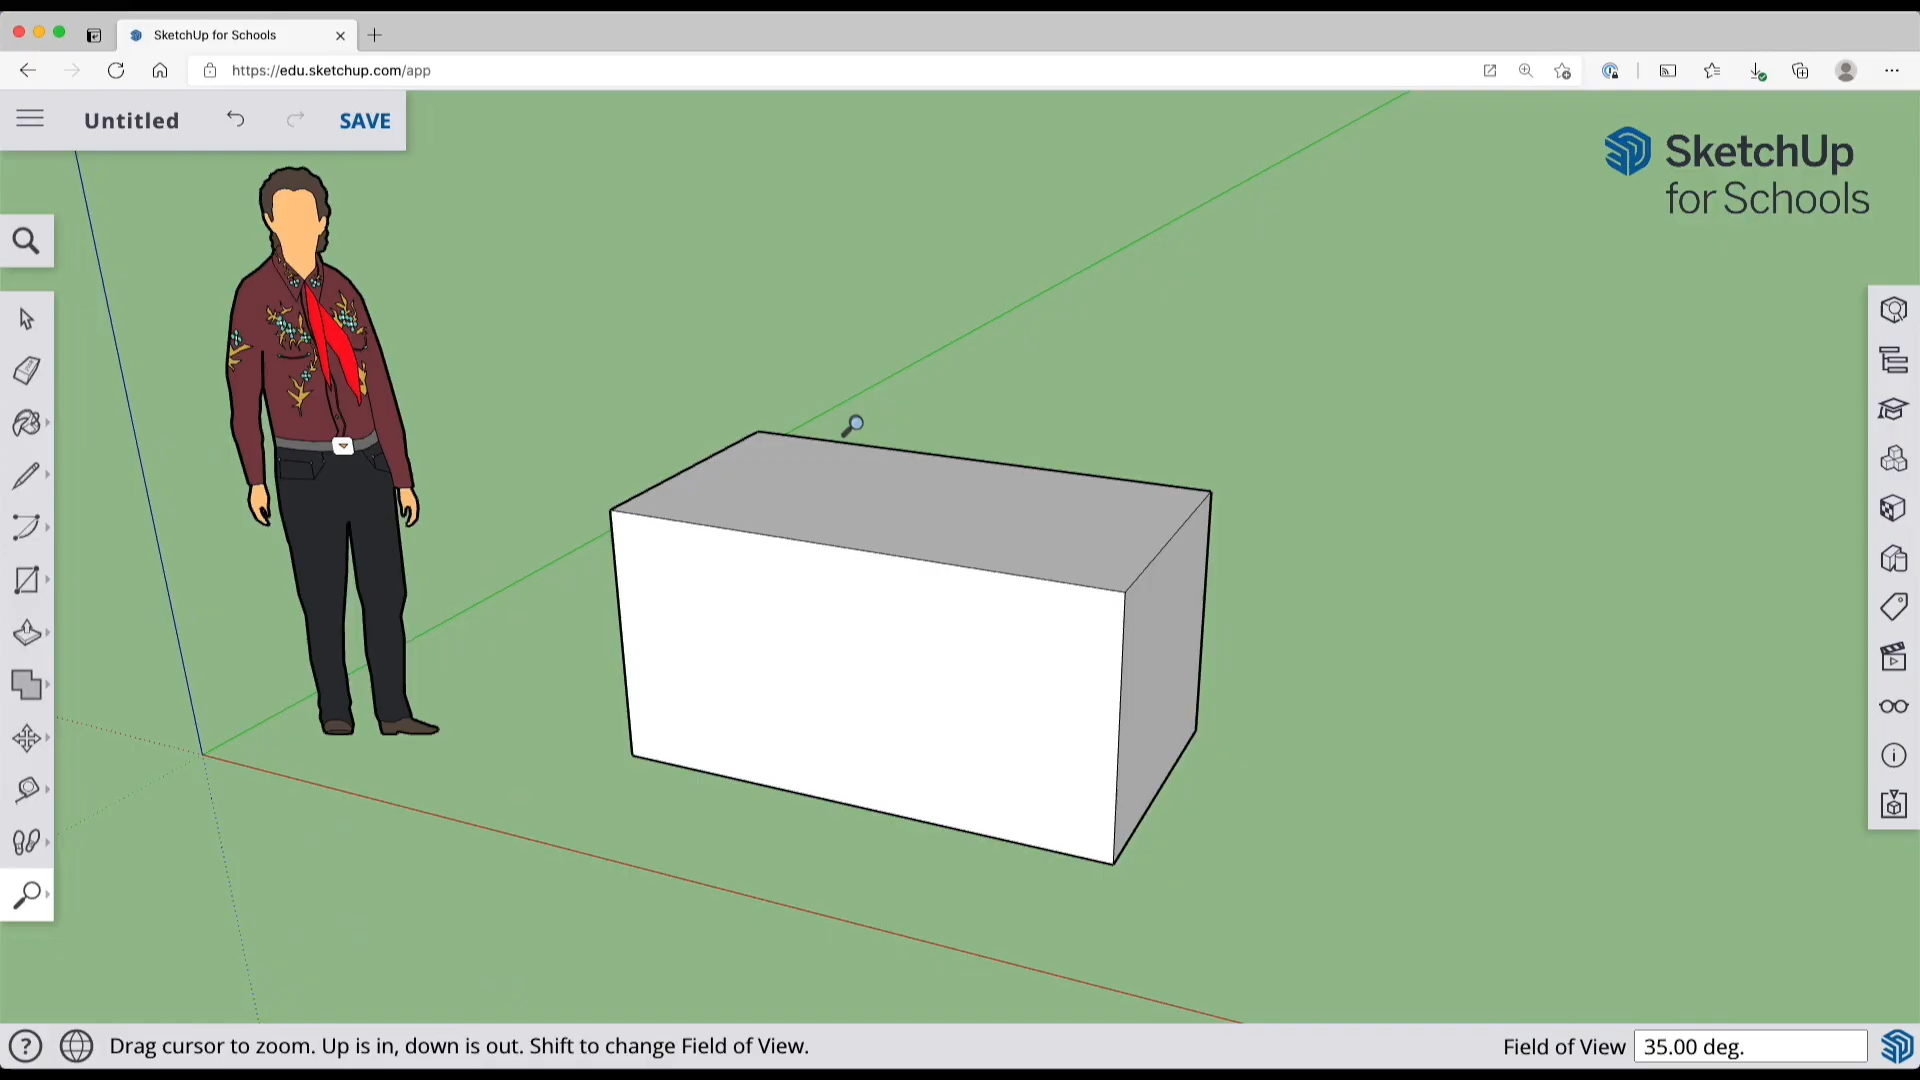 SketchUp for Schools
https://edu.sketchup.com/app
Untitled
SAVE
SketchUp
for Schools
Drag cursor to zoom. Up is in, down is out. Shift to change Field of View.
Field of View
35.00 deg.